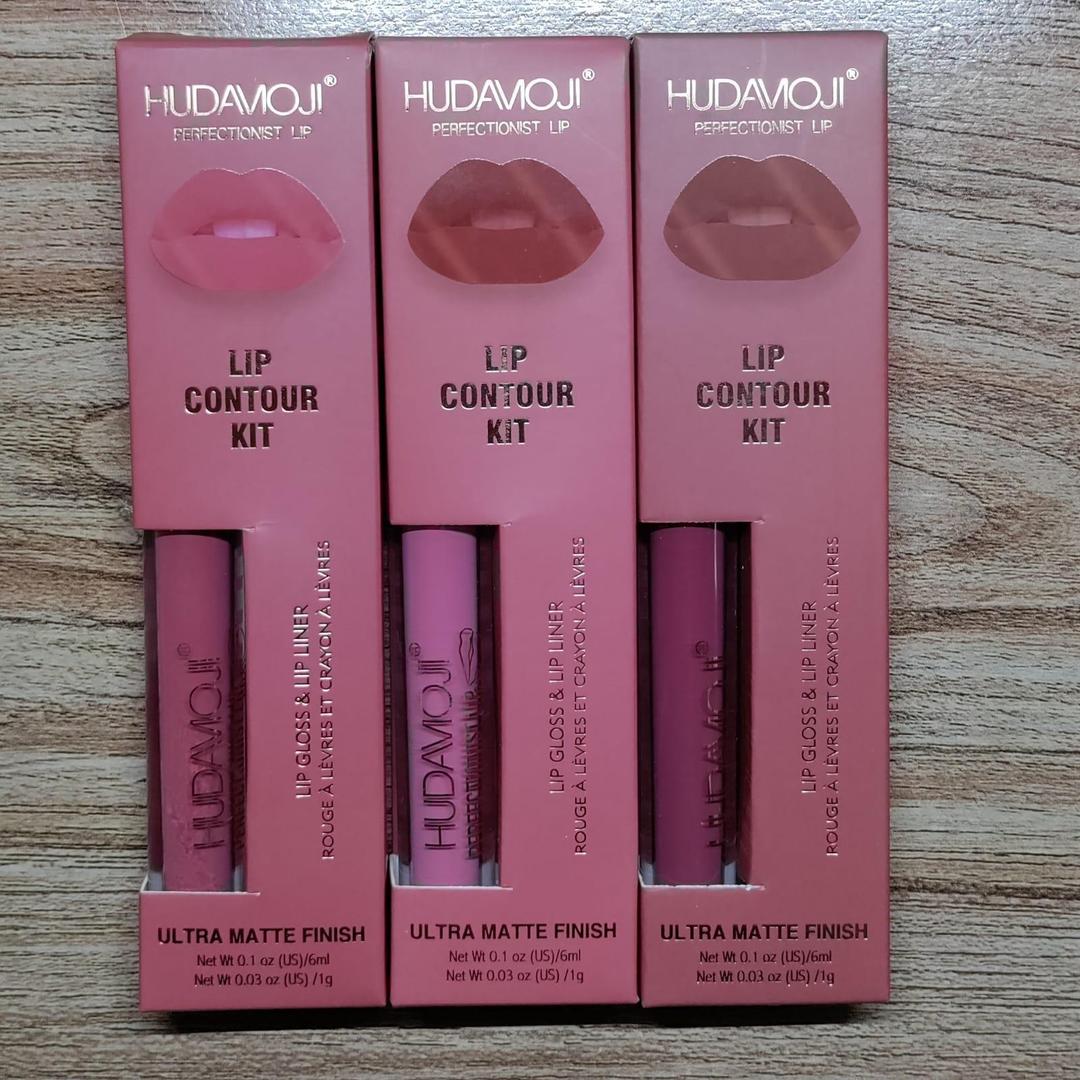 HUDAMOJI®
PERFECTIONIST LIP
LIP
CONTOUR
KIT
HUDAMOJI®
LIP GLOSS & LIP LINER
ROUGE À LÈVRES ET CRAYON À LÈVRES
ULTRA MATTE FINISH
Net Wt 0.1 oz (US)/6ml
Net Wt 0.03 oz (US) /1g
HUDAMOJI®
PERFECTIONIST LIP
LIP
CONTOUR
KIT
HUDAMOJI®
PERFECTIONIST LIP
LIP GLOSS & LIP LINER
ROUGE À LÈVRES ET CRAYON À LÈVRES
ULTRA MATTE FINISH
Net Wt 0.1 oz (US)/6ml
Net Wt 0.03 oz (US) /1g
HUDAMOJI®
PERFECTIONIST LIP
LIP
CONTOUR
KIT
HUDAMOJI®
LIP GLOSS & LIP LINER
ROUGE À LÈVRES ET CRAYON À LÈVRES
ULTRA MATTE FINISH
Net Wt 0.1 oz (US)/6ml
Net Wt 0.03 oz (US) /1g